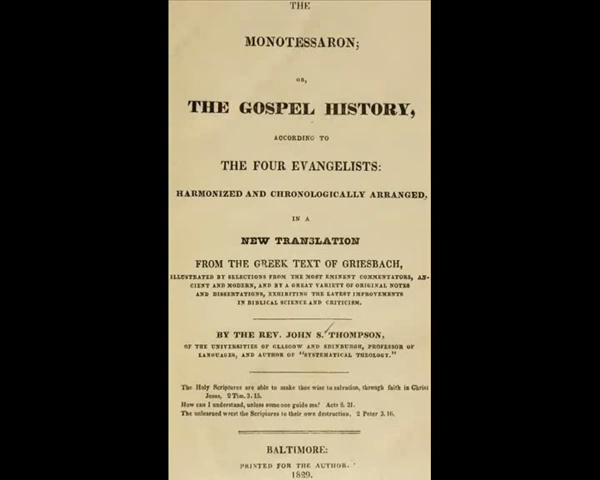 THE
MONOTESSARON;
OR,
THE GOSPEL HISTORY,
ACCORDING TO
THE FOUR EVANGELISTS:
HARMONIZED AND CHRONOLOGICALLY ARRANGED,
IN A
NEW TRANSLATION
FROM THE GREEK TEXT OF GRIESBACH,
ILLUSTRATED BY SELECTIONS FROM THE MOST EMINENT COMMENTATORS, AN-
CIENT AND MODERN, AND BY A GREAT VARIETY OF ORIGINAL NOTES
AND DISSERTATIONS, EXHIBITING THE LATEST IMPROVEMENTS
IN BIBLICAL SCIENCE AND CRITICISM.
BY THE REV. JOHN S. THOMPSON,
OF THE UNIVERSITIES OF GLASGOW AND EDINBURGH, PROFESSOR OF
LANGUAGES, AND AUTHOR OF "SYSTEMATICAL THEOLOGY."
The Holy Scriptures are able to make thee wise to salvation, through faith in Christ
Jesus, 2 Tim. 3. 15.
How can I understand, unless some one guide me? Acts 8. 31.
The unlearned wrest the Scriptures to their own destruction, 2 Peter 3. 16.
BALTIMORE:
PRINTED FOR THE AUTHOR.
1829.